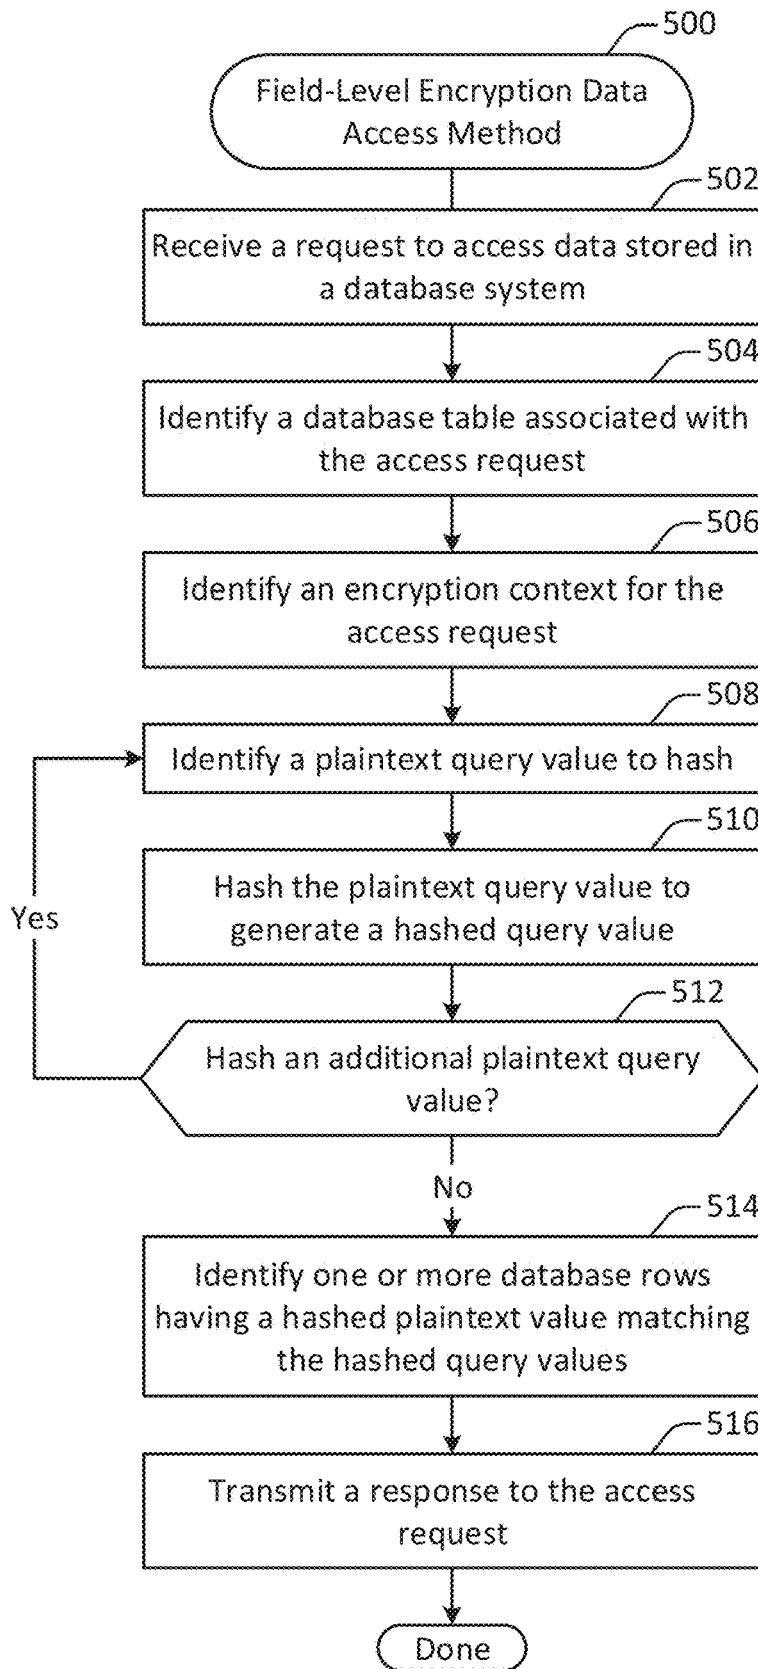 500
Field-Level Encryption Data
Access Method
502
Receive a request to access data stored in
a database system
504
Identify a database table associated with
the access request
506
Identify an encryption context for the
access request
508
Identify a plaintext query value to hash
510
Hash the plaintext query value to
generate a hashed query value
Yes
512
Hash an additional plaintext query
value?
No
514
Identify one or more database rows
having a hashed plaintext value matching
the hashed query values
516
Transmit a response to the access
request
Done